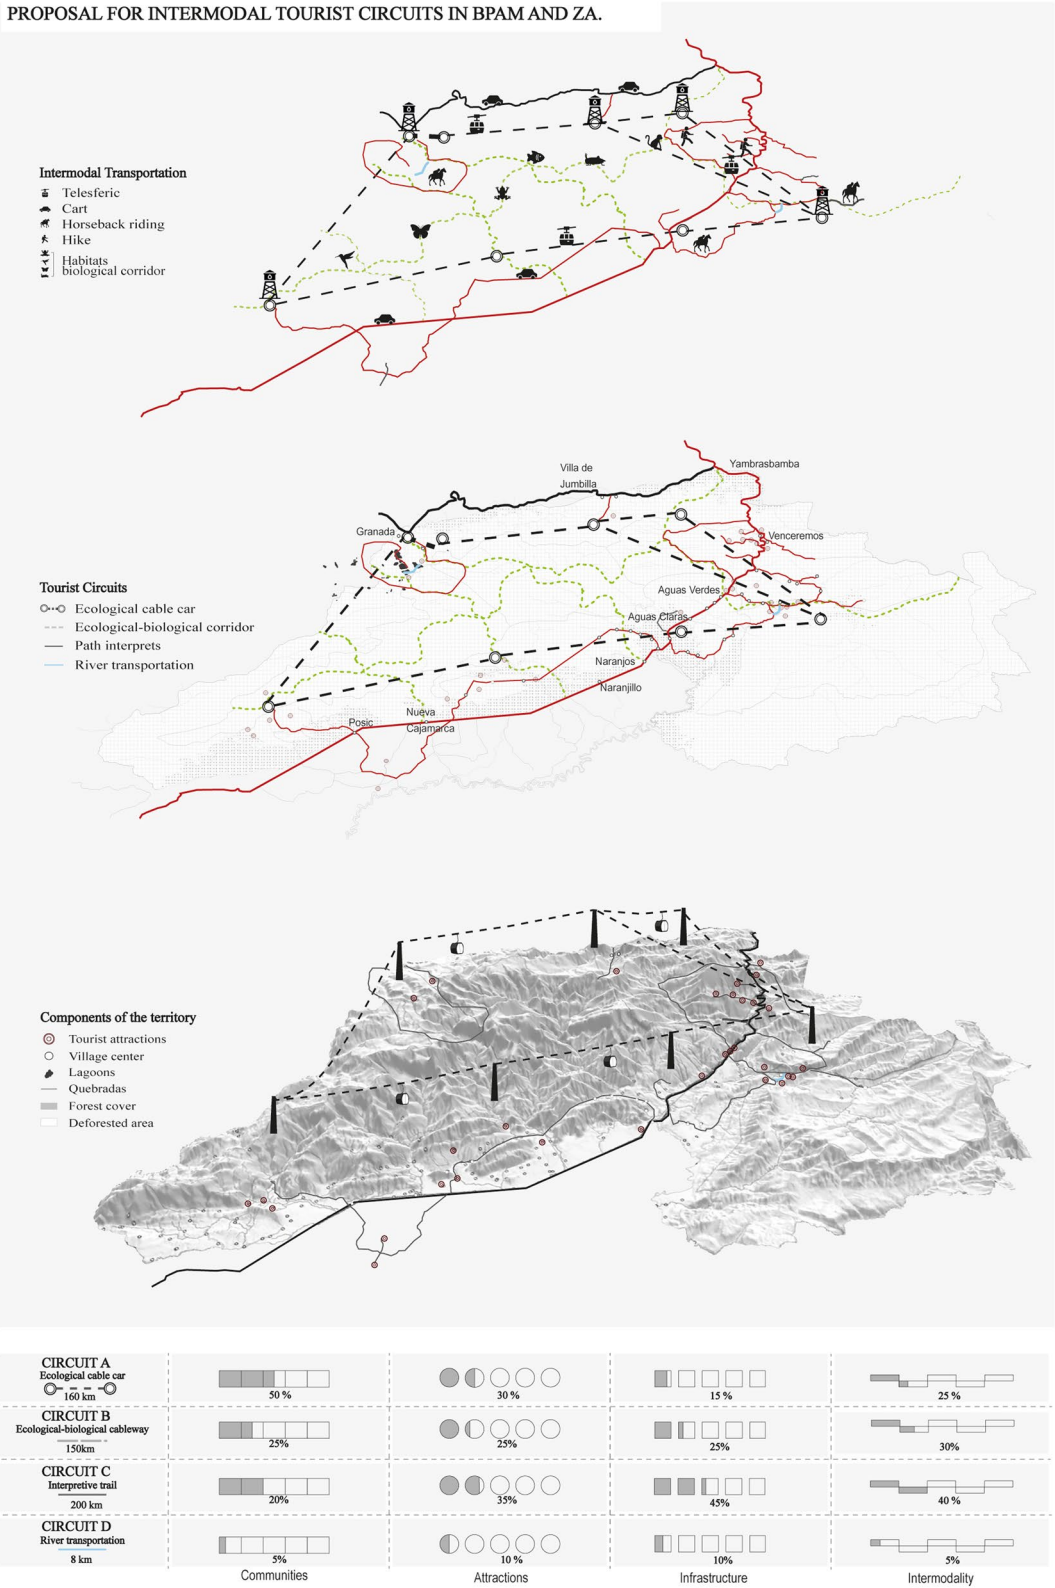 PROPOSAL FOR INTERMODAL TOURIST CIRCUITS IN BPAM AND ZA.
Intermodal Transportation
Telesferic
Cart
Horseback riding
Hike
Habitats
biological corridor
Villa de
Jumbilla
Yambrasbamba
Granada
Venceremos
Tourist Circuits
Ecological cable car
Ecological-biological corridor
Path interprets
River transportation
Aguas Verdes
Aguas Claras
Naranjos
Naranjillo
Nueva
Cajamarca
Posic
Components of the territory
Tourist attractions
Village center
Lagoons
Quebradas
Forest cover
Deforested area
CIRCUIT A
Ecological cable car
160 km
50 %
30 %
15 %
25 %
CIRCUIT B
Ecological-biological cableway
150km
25%
25%
25%
30%
CIRCUIT C
Interpretive trail
200 km
20%
35%
45%
40 %
CIRCUIT D
River transportation
8 km
5%
10 %
10%
5%
Communities
Attractions
Infrastructure
Intermodality